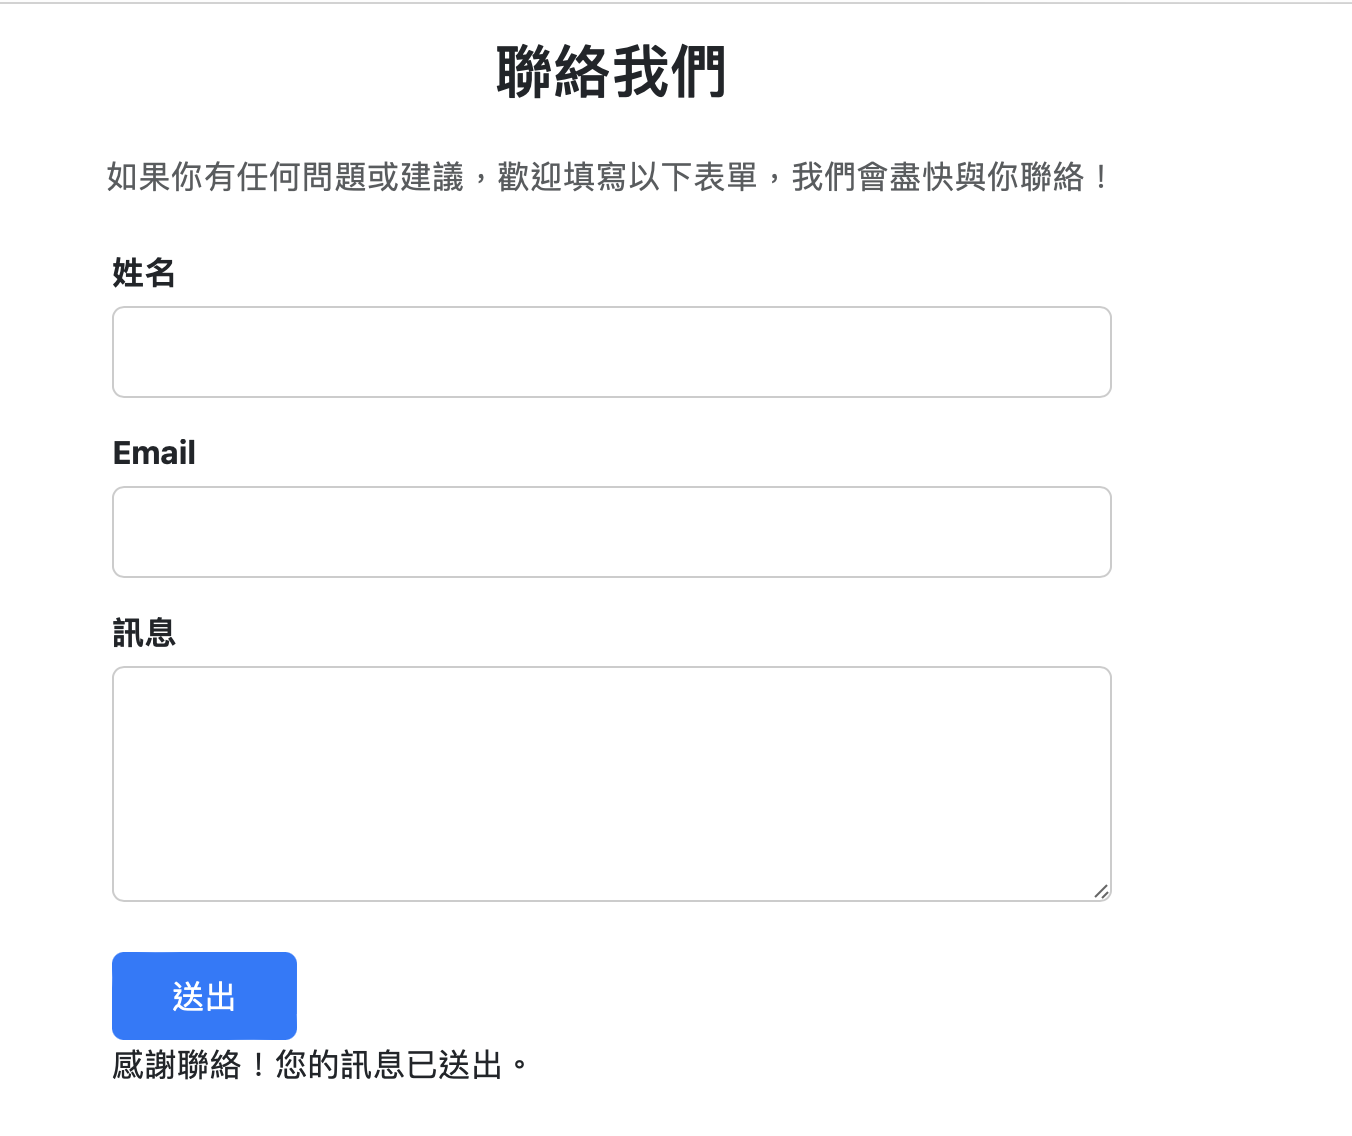 聯絡我們
如果你有任何問題或建議，歡迎填寫以下表單，我們會盡快與你聯絡！
姓名
Email
訊息
送出
感謝聯絡！您的訊息已送出。